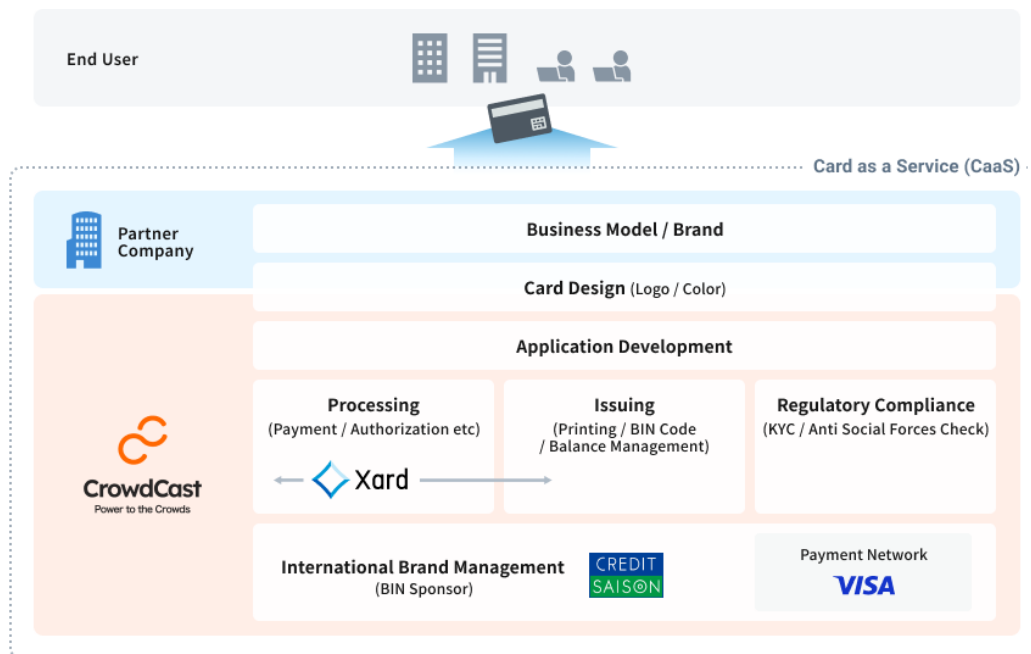 End User
Card as a Service (CaaS)
Partner
Company
Business Model / Brand
Card Design (Logo / Color)
Application Development
Processing
(Payment / Authorization etc)
Xard
Issuing
(Printing / BIN Code
/ Balance Management)
Regulatory Compliance
(KYC / Anti Social Forces Check)
CrowdCast
Power to the Crowds
International Brand Management
(BIN Sponsor)
CREDIT
SAISON
Payment Network
VISA